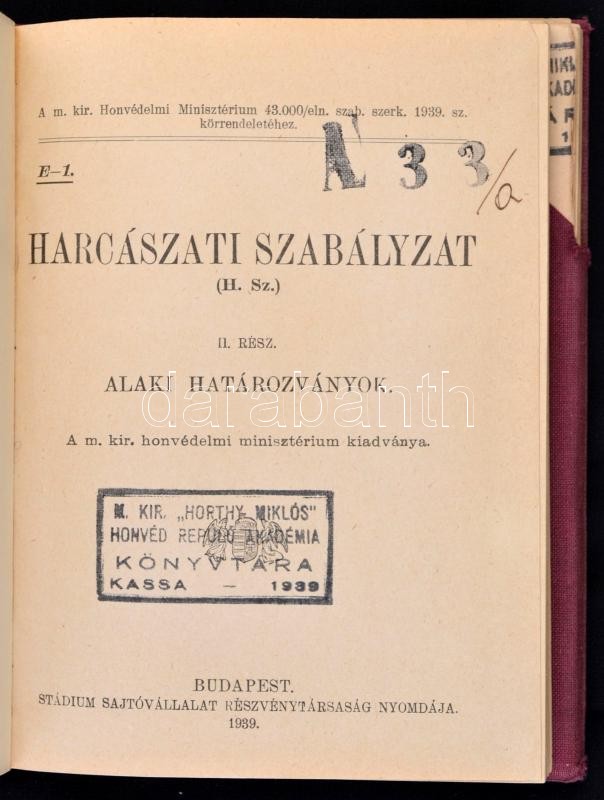 A m. kir. Honvédelmi Minisztérium 43.000/eln. szab. szerk. 1939. sz.
körrendeletéhez.
E–1.
A 3 3
/a
HARCÁSZATI SZABÁLYZAT
(H. Sz.)
II. RÉSZ.
ALAKI HATÁROZVÁNYOK.
darabanth
A m. kir. honvédelmi minisztérium kiadványa.
M. KIR. „HORTHY MIKLÓS"
HONVÉD REPÜLŐ AKADÉMIA
KÖNYVTÁRA
KASSA – 1939
BUDAPEST.
STÁDIUM SAJTÓVÁLLALAT RÉSZVÉNYTÁRSASÁG NYOMDÁJA.
1939.